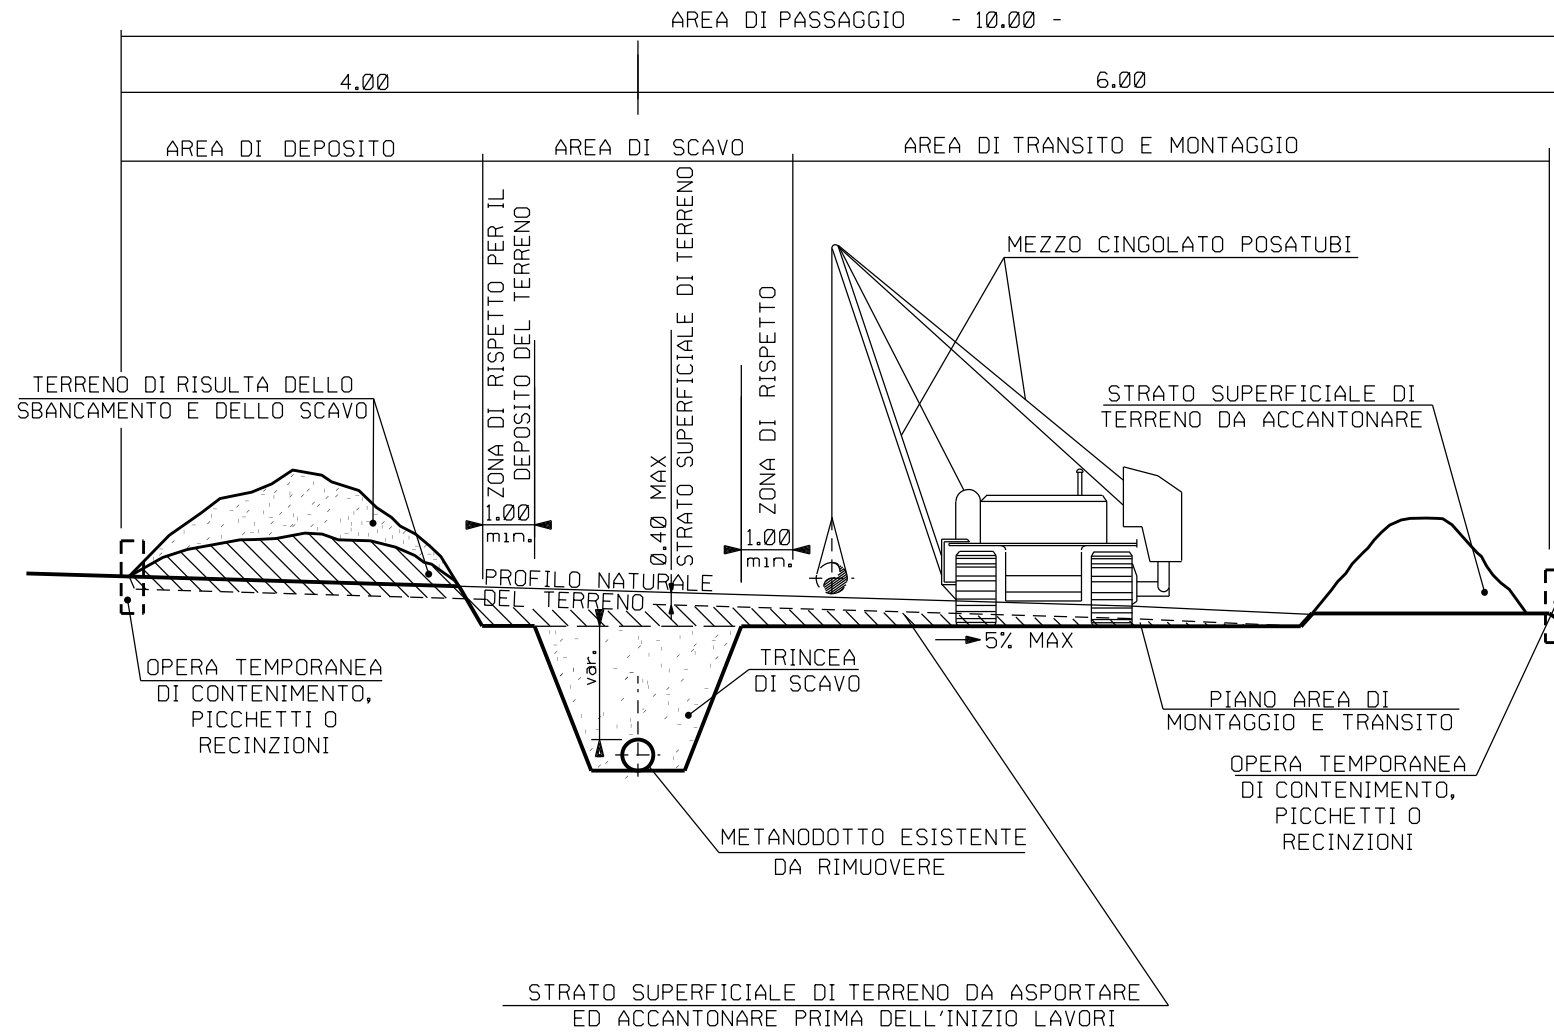 AREA DI PASSAGGIO - 10.00 -
4.00
6.00
AREA DI DEPOSITO
AREA DI SCAVO
AREA DI TRANSITO E MONTAGGIO
ZONA DI RISPETTO PER IL
DEPOSITO DEL TERRENO
1.00
min.
0.40 MAX
STRATO SUPERFICIALE DI TERRENO
ZONA DI RISPETTO
1.00
min.
MEZZO CINGOLATO POSATUBI
TERRENO DI RISULTA DELLO
SBANCAMENTO E DELLO SCAVO
STRATO SUPERFICIALE DI
TERRENO DA ACCANTONARE
PROFILO NATURALE
DEL TERRENO
5% MAX
var.
OPERA TEMPORANEA
DI CONTENIMENTO,
PICCHETTI O
RECINZIONI
TRINCEA
DI SCAVO
PIANO AREA DI
MONTAGGIO E TRANSITO
OPERA TEMPORANEA
DI CONTENIMENTO,
PICCHETTI O
RECINZIONI
METANODOTTO ESISTENTE
DA RIMUOVERE
STRATO SUPERFICIALE DI TERRENO DA ASPORTARE
ED ACCANTONARE PRIMA DELL'INIZIO LAVORI